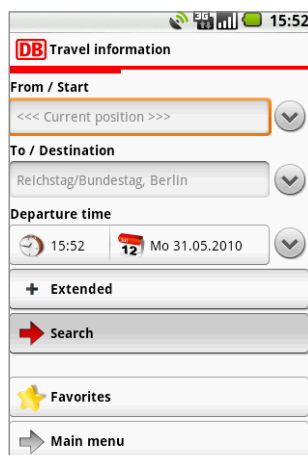 3G 15:52
DB Travel information
From / Start
<<< Current position >>>
To / Destination
Reichstag/Bundestag, Berlin
Departure time
15:52 12 Mo 31.05.2010
+ Extended
Search
Favorites
Main menu